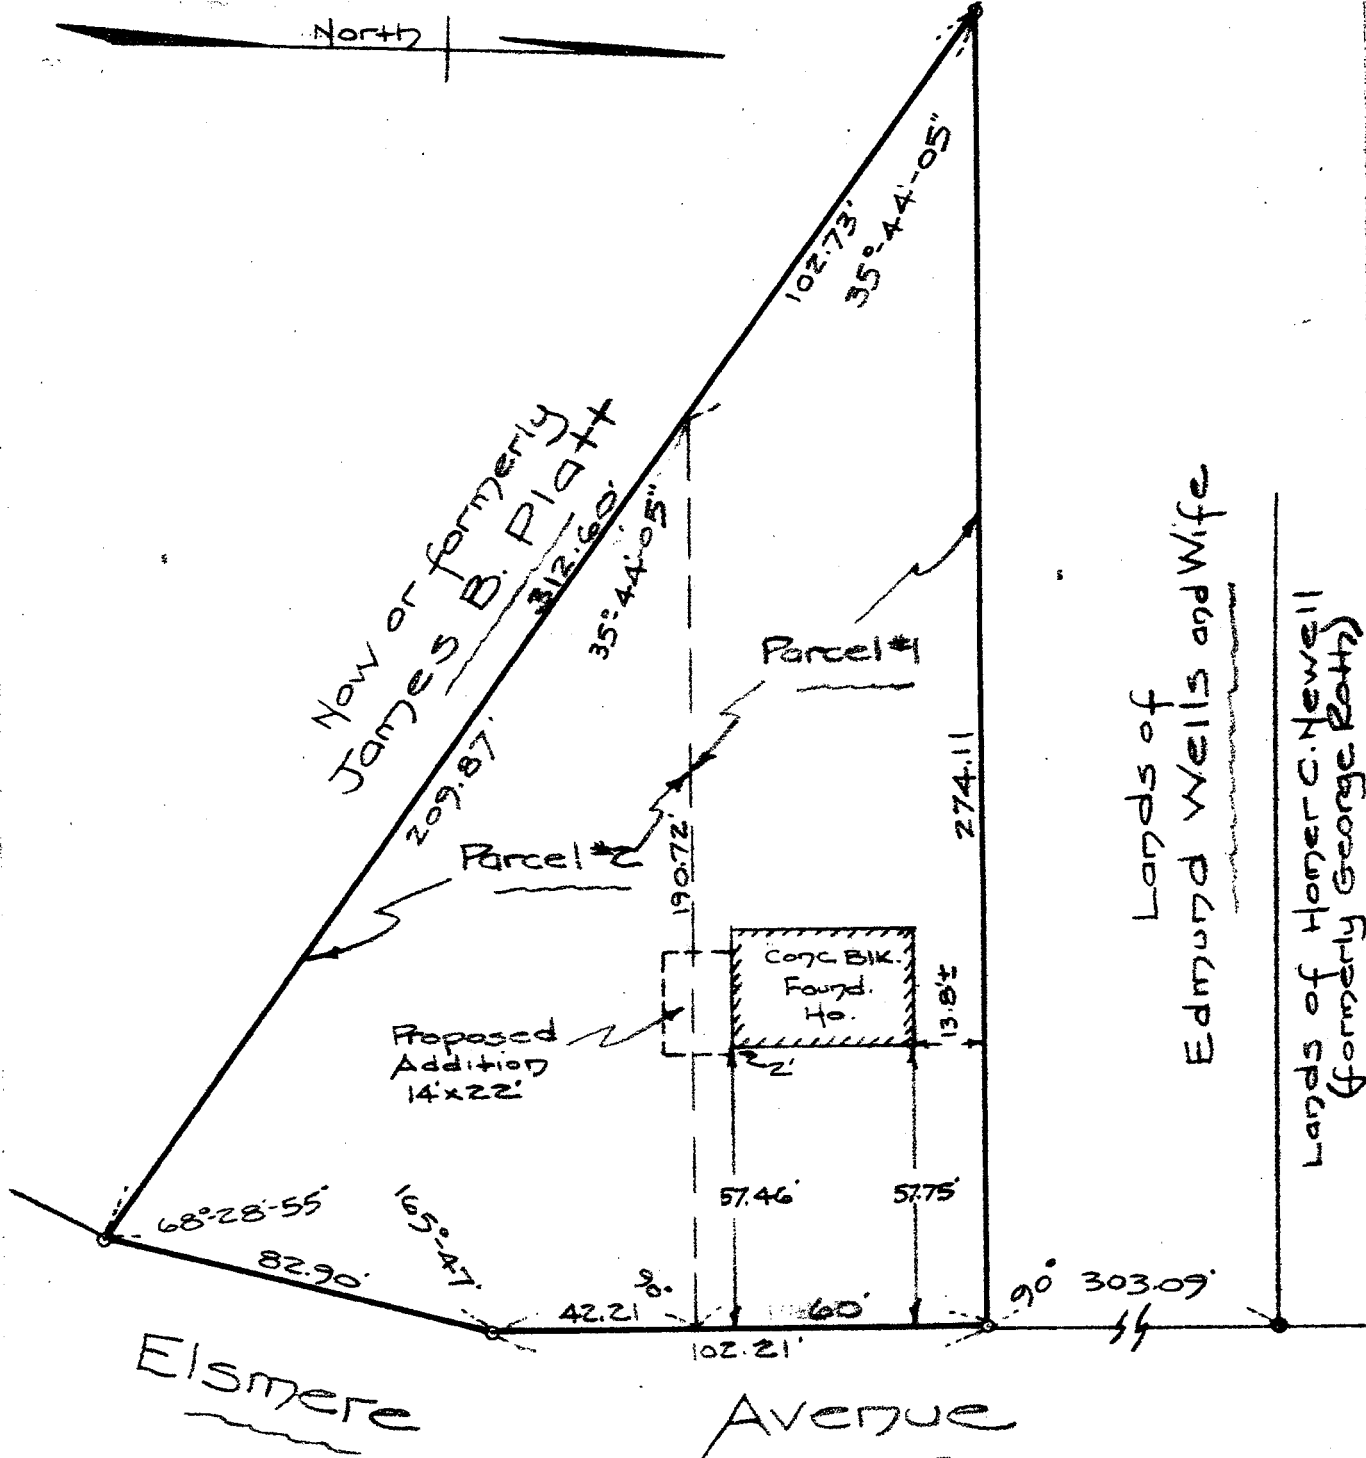 North
102.73'
35°-44'-05"
Now or formerly
James B. Platt
312.60'
35°-44'-05"
209.87'
Parcel #1
Parcel #2
190.72'
274.11
Lands of
Edmund Wells and Wife
Lands of Homer C. Newell
(formerly George Roth)
Conc Blk.
Found.
Ho.
13.8'±
Proposed
Addition
14'x22'
2'
57.46'
57.75'
68°-28'-55"
165°-47'
82.90'
42.21
90°
60'
90°
303.09'
102.21'
Elsmere Avenue